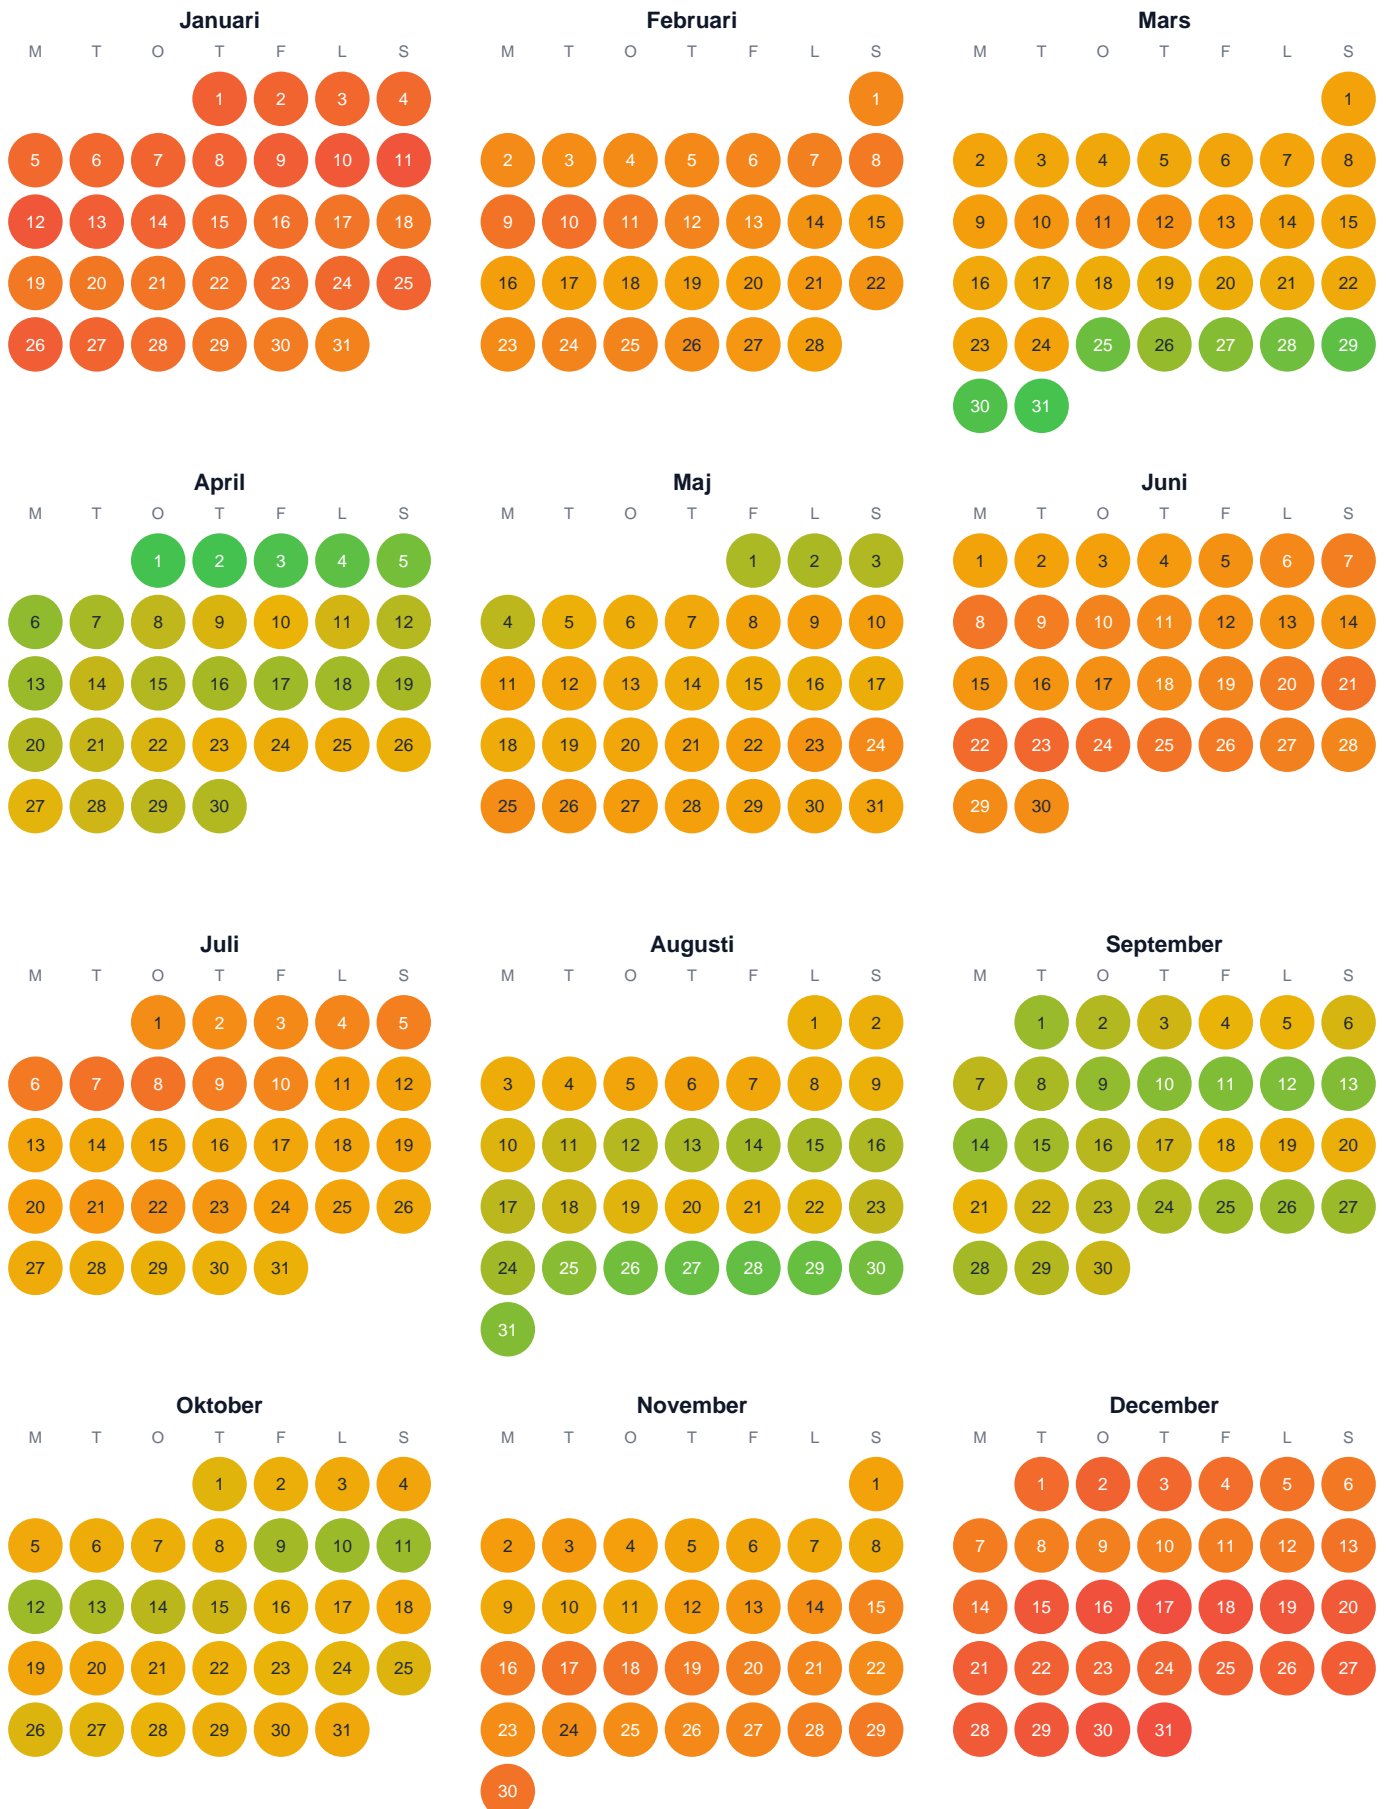 Januari
M T O T F L S
1 2 3 4
5 6 7 8 9 10 11
12 13 14 15 16 17 18
19 20 21 22 23 24 25
26 27 28 29 30 31
Februari
M T O T F L S
1
2 3 4 5 6 7 8
9 10 11 12 13 14 15
16 17 18 19 20 21 22
23 24 25 26 27 28
Mars
M T O T F L S
1
2 3 4 5 6 7 8
9 10 11 12 13 14 15
16 17 18 19 20 21 22
23 24 25 26 27 28 29
30 31
April
M T O T F L S
1 2 3 4 5
6 7 8 9 10 11 12
13 14 15 16 17 18 19
20 21 22 23 24 25 26
27 28 29 30
Maj
M T O T F L S
1 2 3
4 5 6 7 8 9 10
11 12 13 14 15 16 17
18 19 20 21 22 23 24
25 26 27 28 29 30 31
Juni
M T O T F L S
1 2 3 4 5 6 7
8 9 10 11 12 13 14
15 16 17 18 19 20 21
22 23 24 25 26 27 28
29 30
Juli
M T O T F L S
1 2 3 4 5
6 7 8 9 10 11 12
13 14 15 16 17 18 19
20 21 22 23 24 25 26
27 28 29 30 31
Augusti
M T O T F L S
1 2
3 4 5 6 7 8 9
10 11 12 13 14 15 16
17 18 19 20 21 22 23
24 25 26 27 28 29 30
31
September
M T O T F L S
1 2 3 4 5 6
7 8 9 10 11 12 13
14 15 16 17 18 19 20
21 22 23 24 25 26 27
28 29 30
Oktober
M T O T F L S
1 2 3 4
5 6 7 8 9 10 11
12 13 14 15 16 17 18
19 20 21 22 23 24 25
26 27 28 29 30 31
November
M T O T F L S
1
2 3 4 5 6 7 8
9 10 11 12 13 14 15
16 17 18 19 20 21 22
23 24 25 26 27 28 29
30
December
M T O T F L S
1 2 3 4 5 6
7 8 9 10 11 12 13
14 15 16 17 18 19 20
21 22 23 24 25 26 27
28 29 30 31